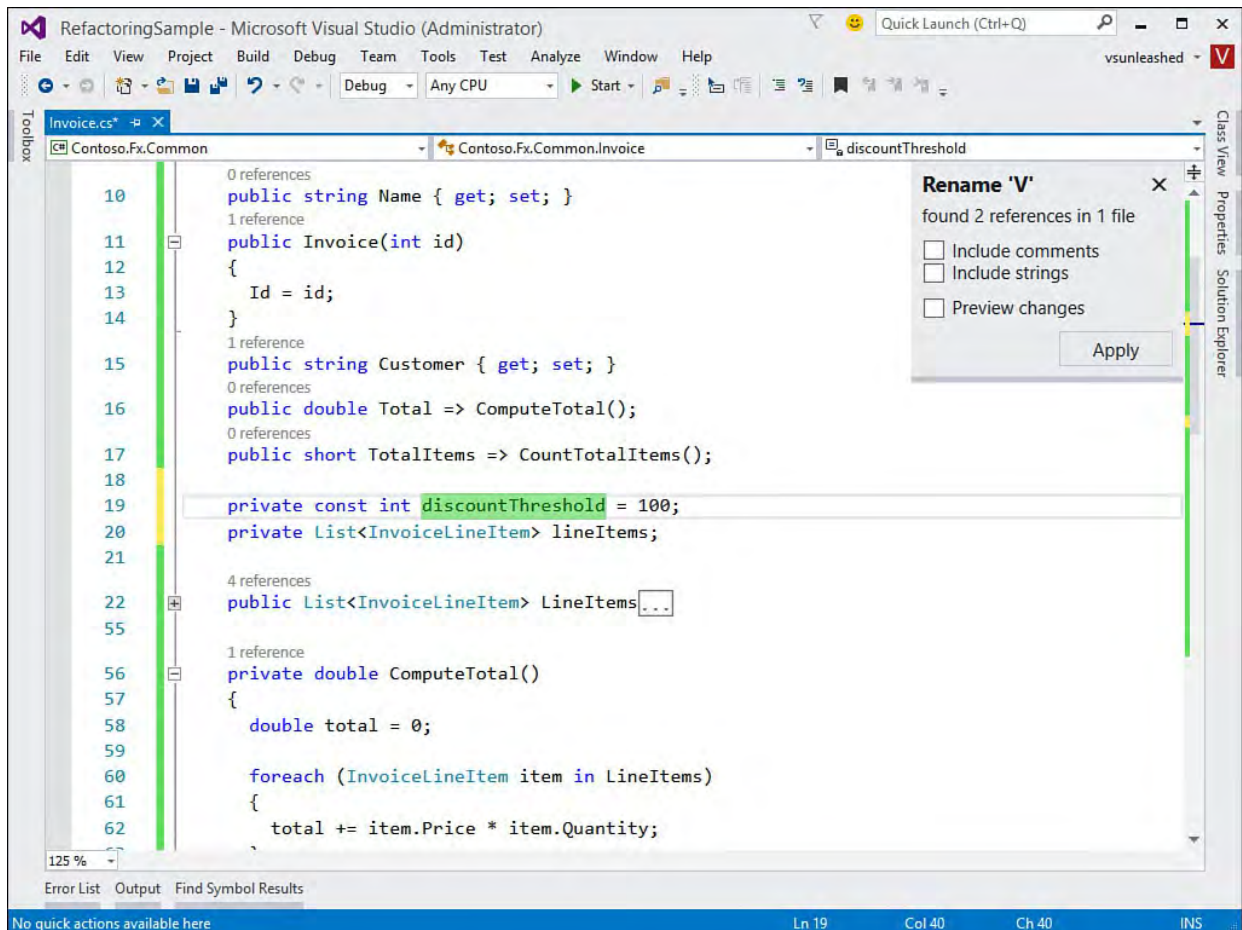 RefactoringSample - Microsoft Visual Studio (Administrator)
Quick Launch (Ctrl+Q)
File Edit View Project Build Debug Team Tools Test Analyze Window Help
vsunleashed V
Debug Any CPU Start
Toolbox
Invoice.cs*
C# Contoso.Fx.Common Contoso.Fx.Common.Invoice discountThreshold
0 references
10 public string Name { get; set; }
1 reference
11 public Invoice(int id)
12 {
13 Id = id;
14 }
1 reference
15 public string Customer { get; set; }
0 references
16 public double Total => ComputeTotal();
0 references
17 public short TotalItems => CountTotalItems();
18
19 private const int discountThreshold = 100;
20 private List<InvoiceLineItem> lineItems;
21
4 references
22 public List<InvoiceLineItem> LineItems...
55
1 reference
56 private double ComputeTotal()
57 {
58 double total = 0;
59
60 foreach (InvoiceLineItem item in LineItems)
61 {
62 total += item.Price * item.Quantity;
Rename 'V'
found 2 references in 1 file
Include comments
Include strings
Preview changes
Apply
Class View
Properties
Solution Explorer
125 %
Error List Output Find Symbol Results
No quick actions available here Ln 19 Col 40 Ch 40 INS